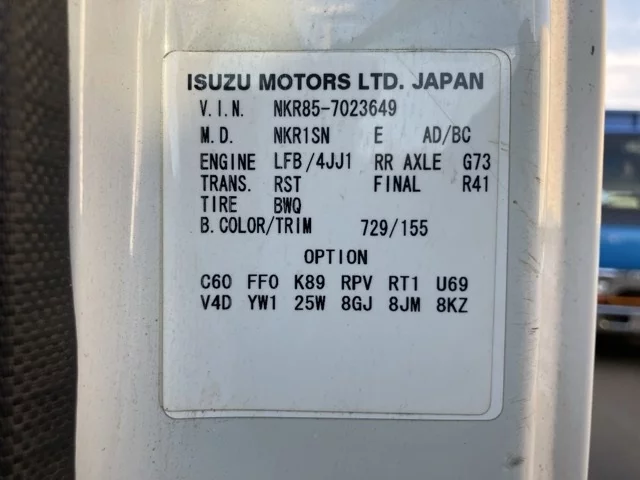 ISUZU MOTORS LTD. JAPAN
V.I.N. NKR85-7023649
M.D. NKR1SN E AD/BC
ENGINE LFB/4JJ1 RR AXLE G73
TRANS. RST FINAL R41
TIRE BWQ
B.COLOR/TRIM 729/155
OPTION
C60 FF0 K89 RPV RT1 U69
V4D YW1 25W 8GJ 8JM 8KZ